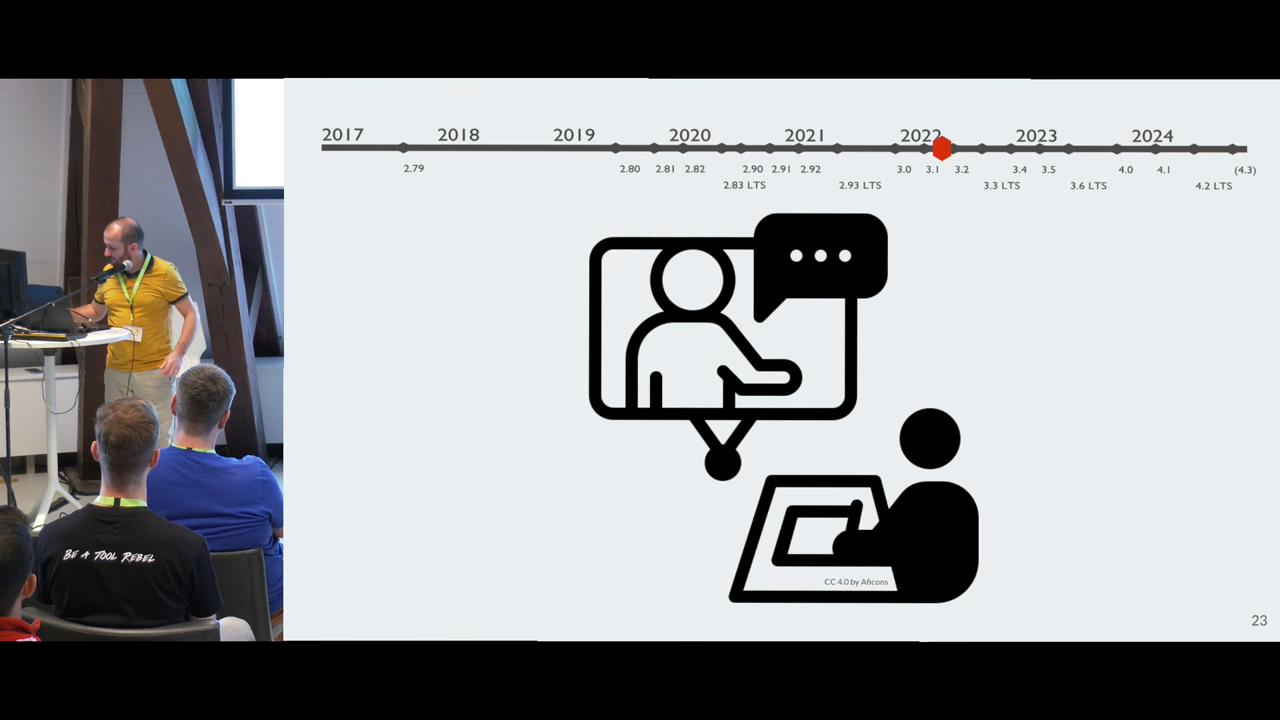 2017 2018 2019 2020 2021 2022 2023 2024
2.79 2.80 2.81 2.82 2.90 2.91 2.92 3.0 3.1 3.2 3.4 3.5 4.0 4.1 (4.3)
2.83 LTS 2.93 LTS 3.3 LTS 3.6 LTS 4.2 LTS
BE A TOOL REBEL
CC 4.0 by Aficons
23